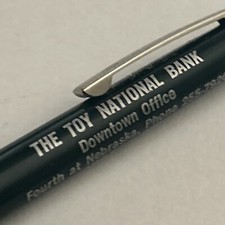 THE TOY NATIONAL BANK
Downtown Office
Fourth at Nebraska, Phone